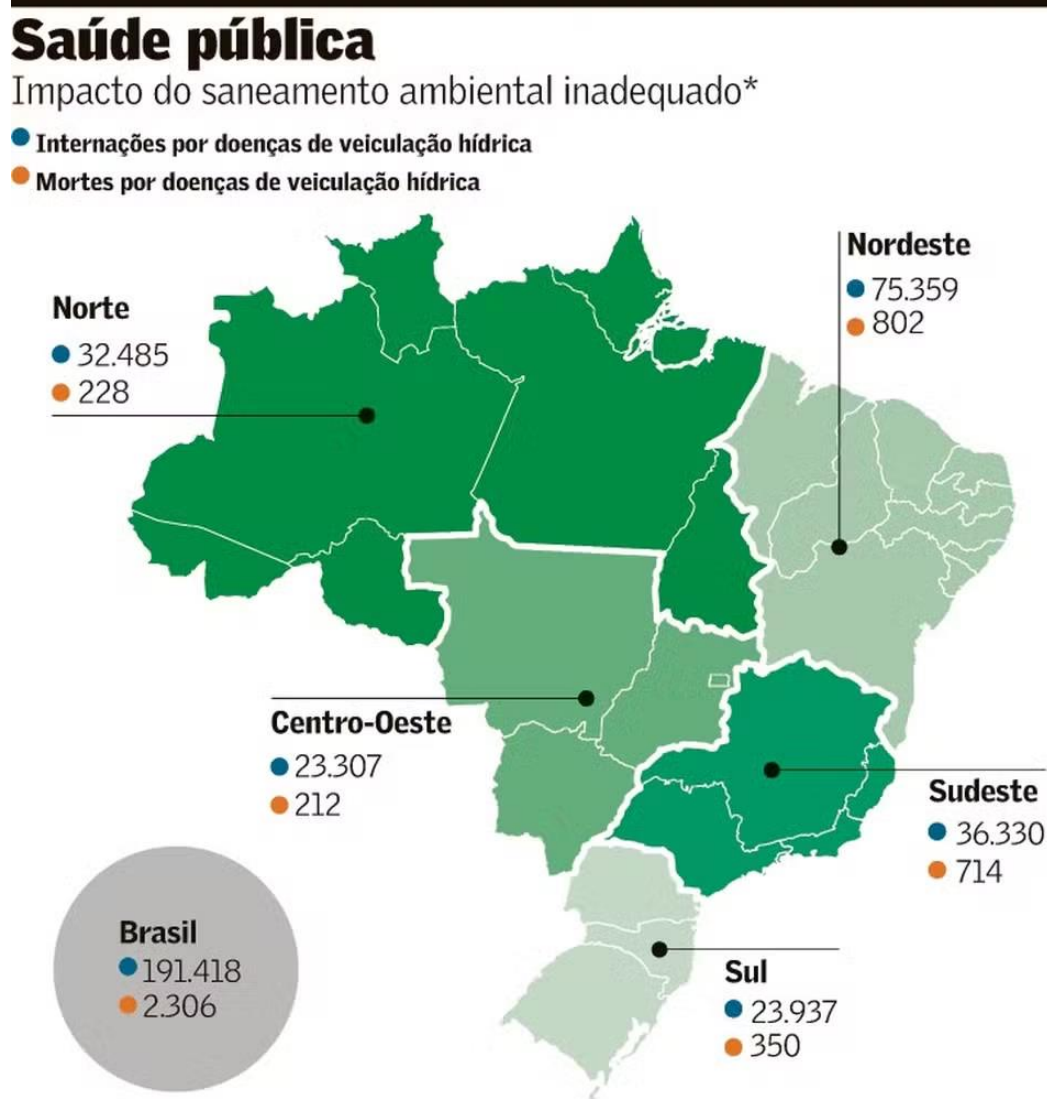 Saúde pública
Impacto do saneamento ambiental inadequado*
Internações por doenças de veiculação hídrica
Mortes por doenças de veiculação hídrica
Norte
32.485
228
Nordeste
75.359
802
Centro-Oeste
23.307
212
Sudeste
36.330
714
Brasil
191.418
2.306
Sul
23.937
350